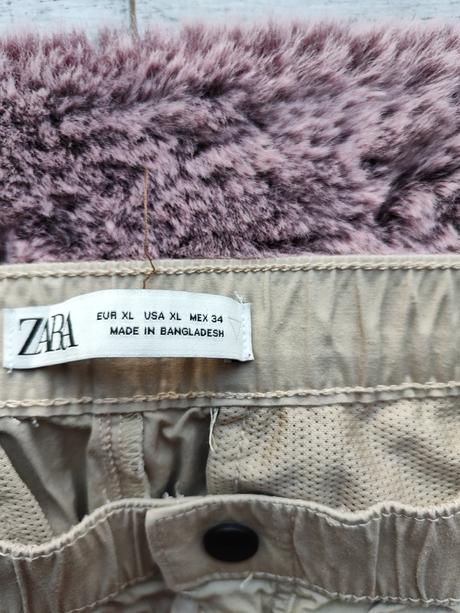 ZARA
EUR XL USA XL MEX 34
MADE IN BANGLADESH